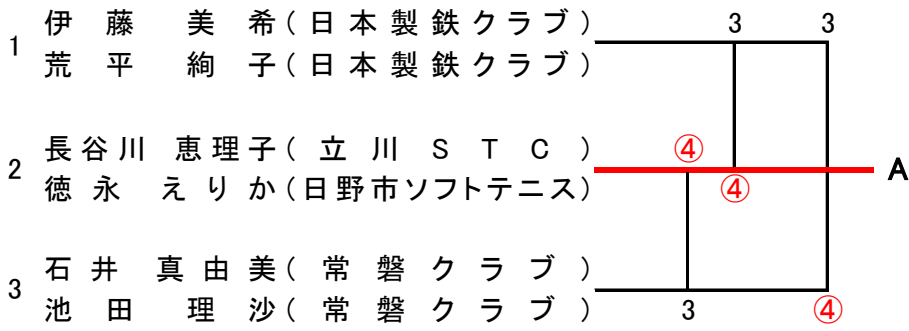 1 伊藤 美希(日本製鉄クラブ) 3 3
荒平 絢子(日本製鉄クラブ)
2 長谷川 恵理子(立川STC) ④
徳永 えりか(日野市ソフトテニス) ④ A
3 石井 真由美(常磐クラブ)
池田 理沙(常磐クラブ) 3 ④